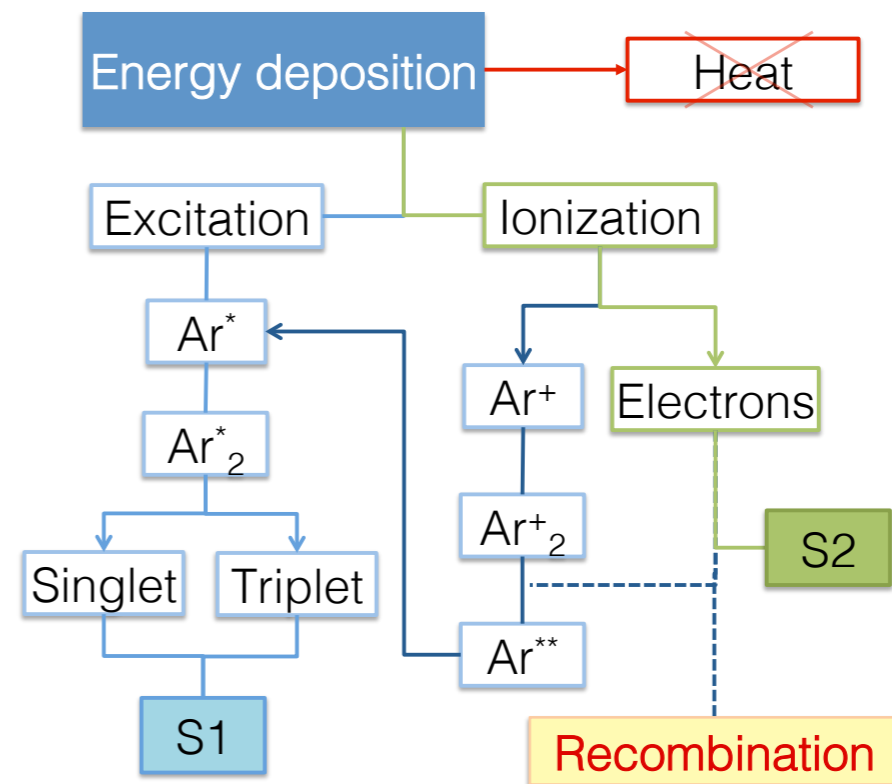 Energy deposition
Heat
Excitation
Ionization
Ar*
Ar⁺
Electrons
Ar*₂
Ar⁺₂
S2
Singlet
Triplet
Ar**
S1
Recombination